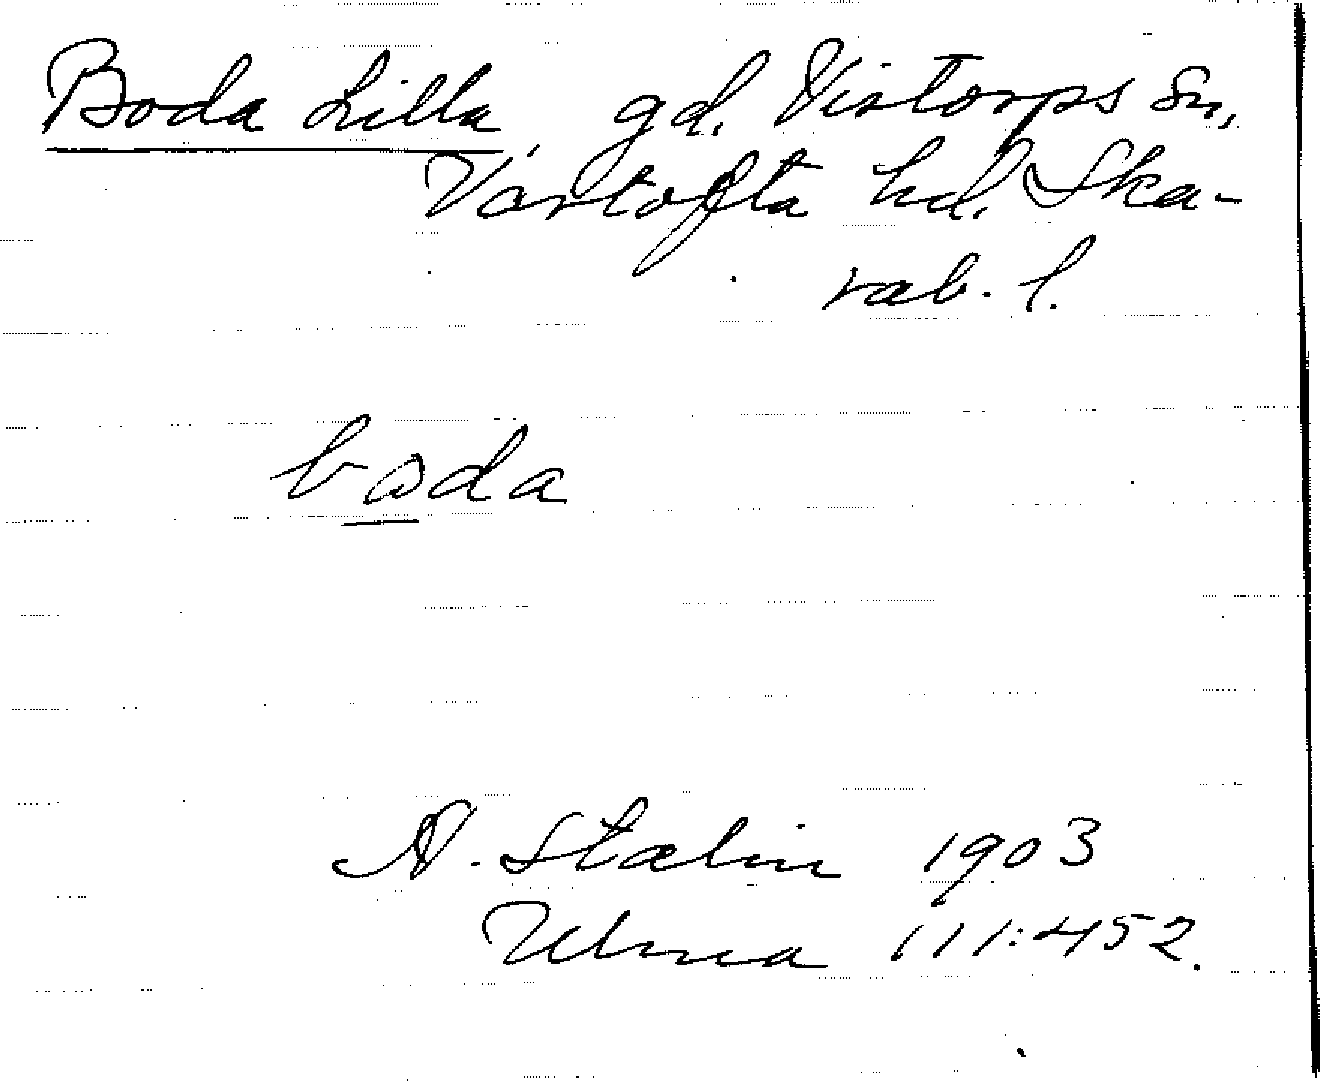 Boda Lilla, gd. Vistorps sn,
Vartofta hd. Ska-
rab. l.
boda
A. Stalin 1903
Ulma 111:452.